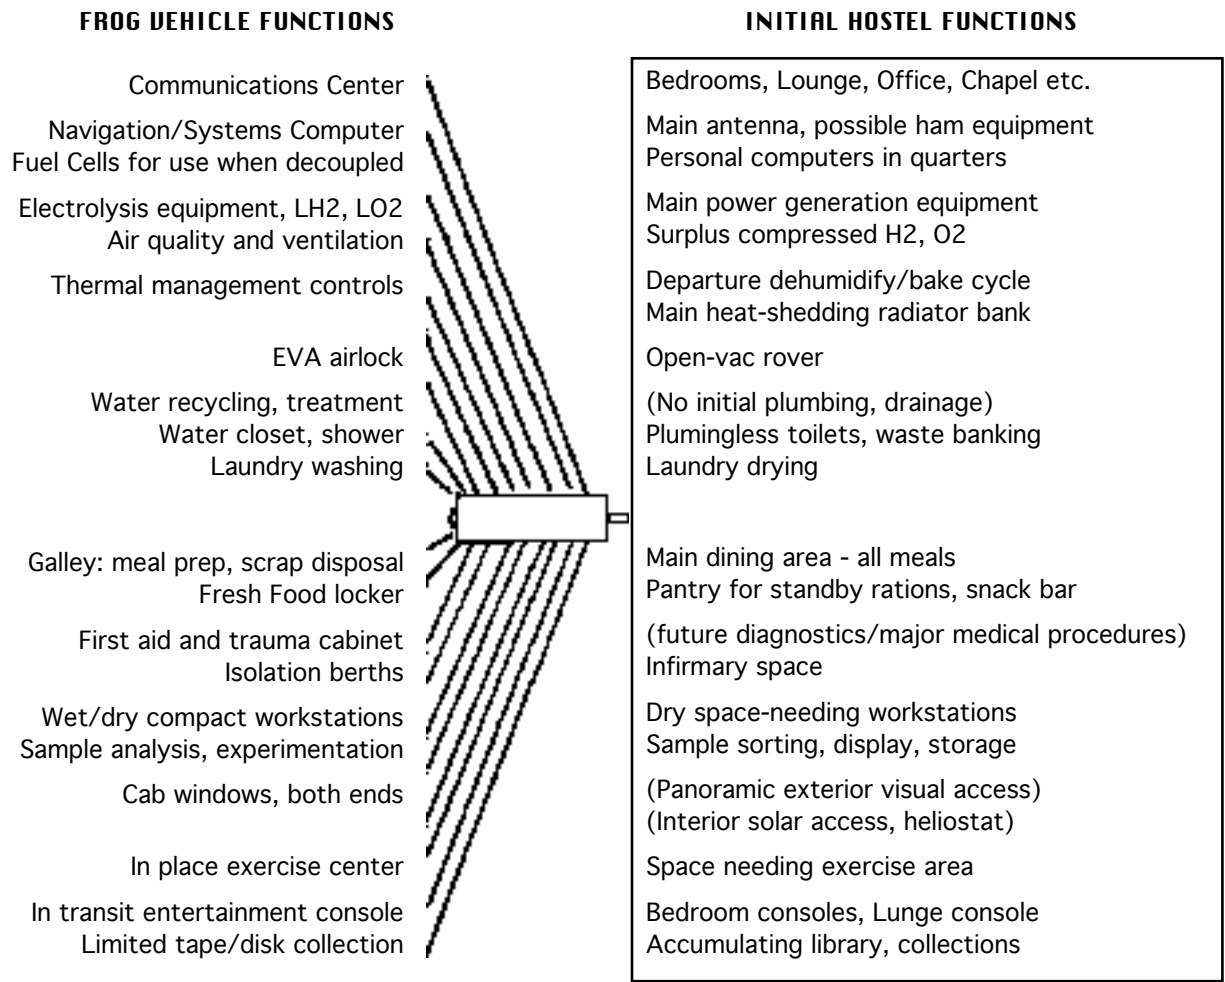 FROG VEHICLE FUNCTIONS
Communications Center
Navigation/Systems Computer
Fuel Cells for use when decoupled
Electrolysis equipment, LH2, LO2
Air quality and ventilation
Thermal management controls
EVA airlock
Water recycling, treatment
Water closet, shower
Laundry washing
Galley: meal prep, scrap disposal
Fresh Food locker
First aid and trauma cabinet
Isolation berths
Wet/dry compact workstations
Sample analysis, experimentation
Cab windows, both ends
In place exercise center
In transit entertainment console
Limited tape/disk collection
INITIAL HOSTEL FUNCTIONS
Bedrooms, Lounge, Office, Chapel etc.
Main antenna, possible ham equipment
Personal computers in quarters
Main power generation equipment
Surplus compressed H2, O2
Departure dehumidify/bake cycle
Main heat-shedding radiator bank
Open-vac rover
(No initial plumbing, drainage)
Plumingless toilets, waste banking
Laundry drying
Main dining area - all meals
Pantry for standby rations, snack bar
(future diagnostics/major medical procedures)
Infirmary space
Dry space-needing workstations
Sample sorting, display, storage
(Panoramic exterior visual access)
(Interior solar access, heliostat)
Space needing exercise area
Bedroom consoles, Lunge console
Accumulating library, collections